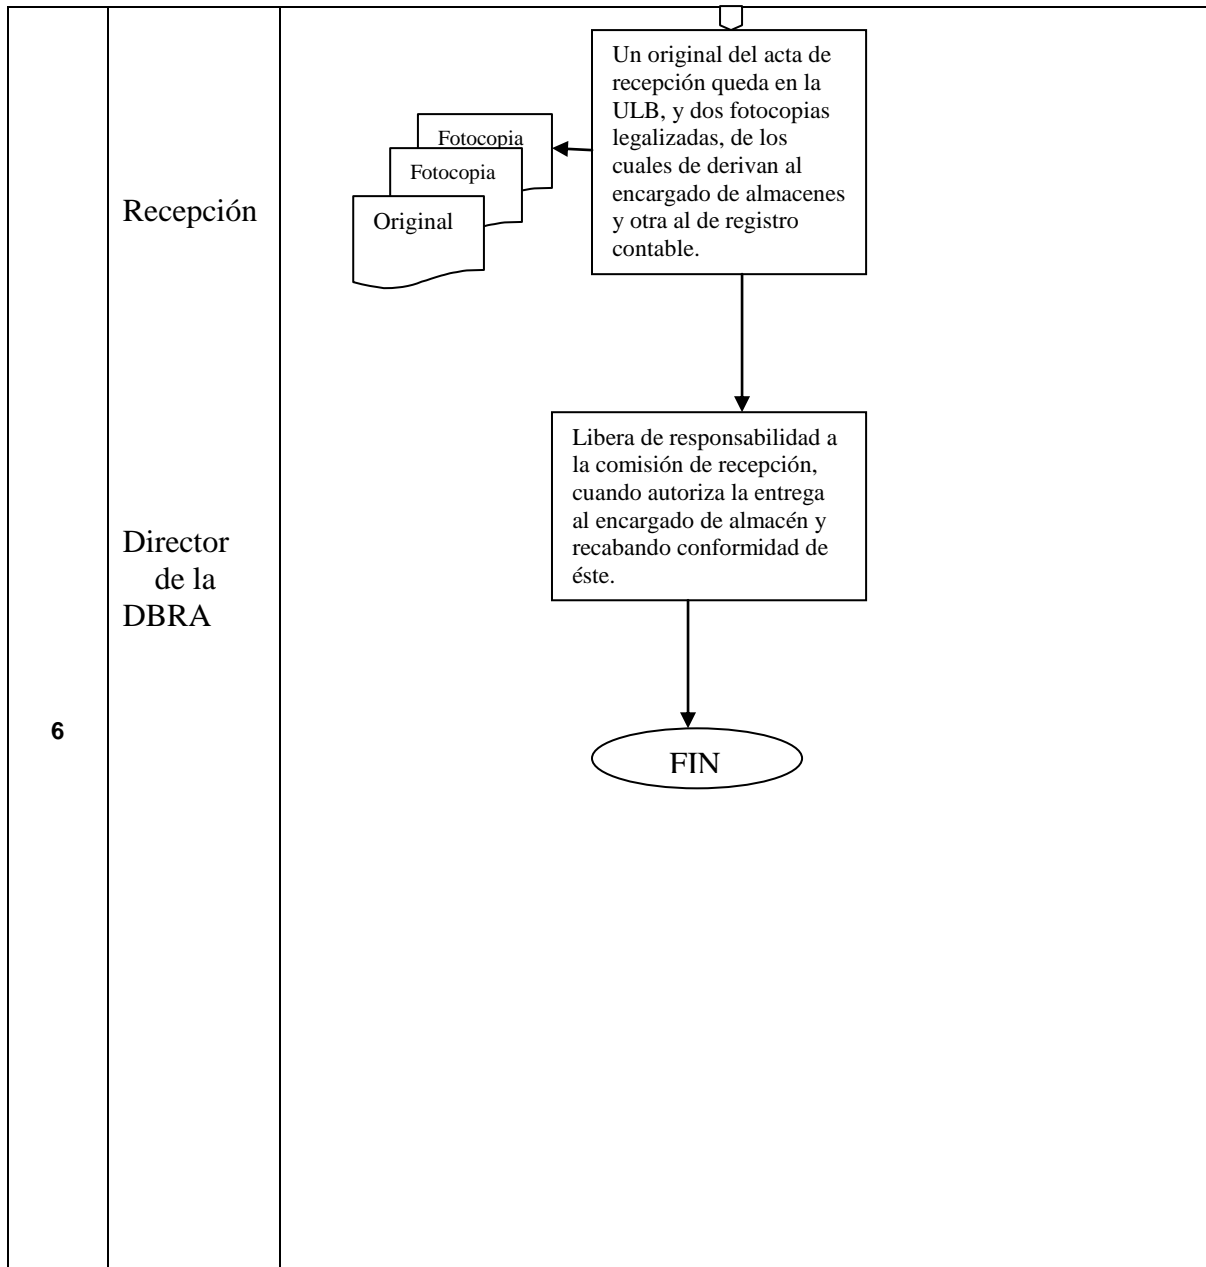 Un original del acta de
recepción queda en la
ULB, y dos fotocopias
legalizadas, de los
cuales de derivan al
encargado de almacenes
y otra al de registro
contable.
Fotocopia
Fotocopia
Original
Recepción
Libera de responsabilidad a
la comisión de recepción,
cuando autoriza la entrega
al encargado de almacén y
recabando conformidad de
éste.
Director
de la
DBRA
6
FIN